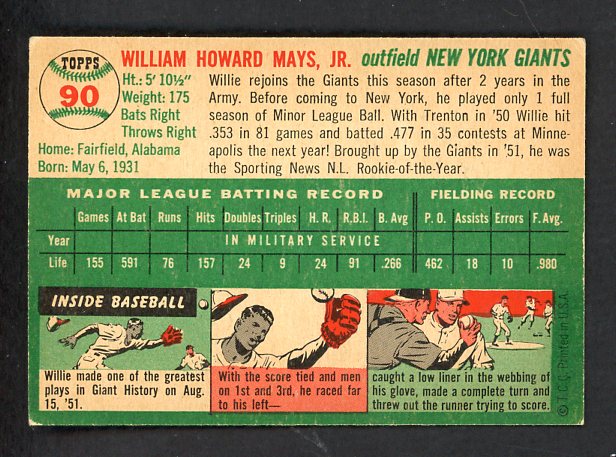 TOPPS
90
WILLIAM HOWARD MAYS, JR. outfield NEW YORK GIANTS
Ht.: 5' 10½"
Weight: 175
Bats Right
Throws Right
Home: Fairfield, Alabama
Born: May 6, 1931
Willie rejoins the Giants this season after 2 years in the
Army. Before coming to New York, he played only 1 full
season of Minor League Ball. With Trenton in '50 Willie hit
.353 in 81 games and batted .477 in 35 contests at Minne-
apolis the next year! Brought up by the Giants in '51, he was
the Sporting News N.L. Rookie-of-the-Year.
MAJOR LEAGUE BATTING RECORD FIELDING RECORD
Games At Bat Runs Hits Doubles Triples H. R. R.B.I. B. Avg P. O. Assists Errors F. Avg.
Year IN MILITARY SERVICE
Life 155 591 76 157 24 9 24 91 .266 462 18 10 .980
INSIDE BASEBALL
Willie made one of the greatest
plays in Giant History on Aug.
15, '51.
With the score tied and men
on 1st and 3rd, he raced far
to his left—
caught a low liner in the webbing of
his glove, made a complete turn and
threw out the runner trying to score.
© T.C.G. Printed in U.S.A.